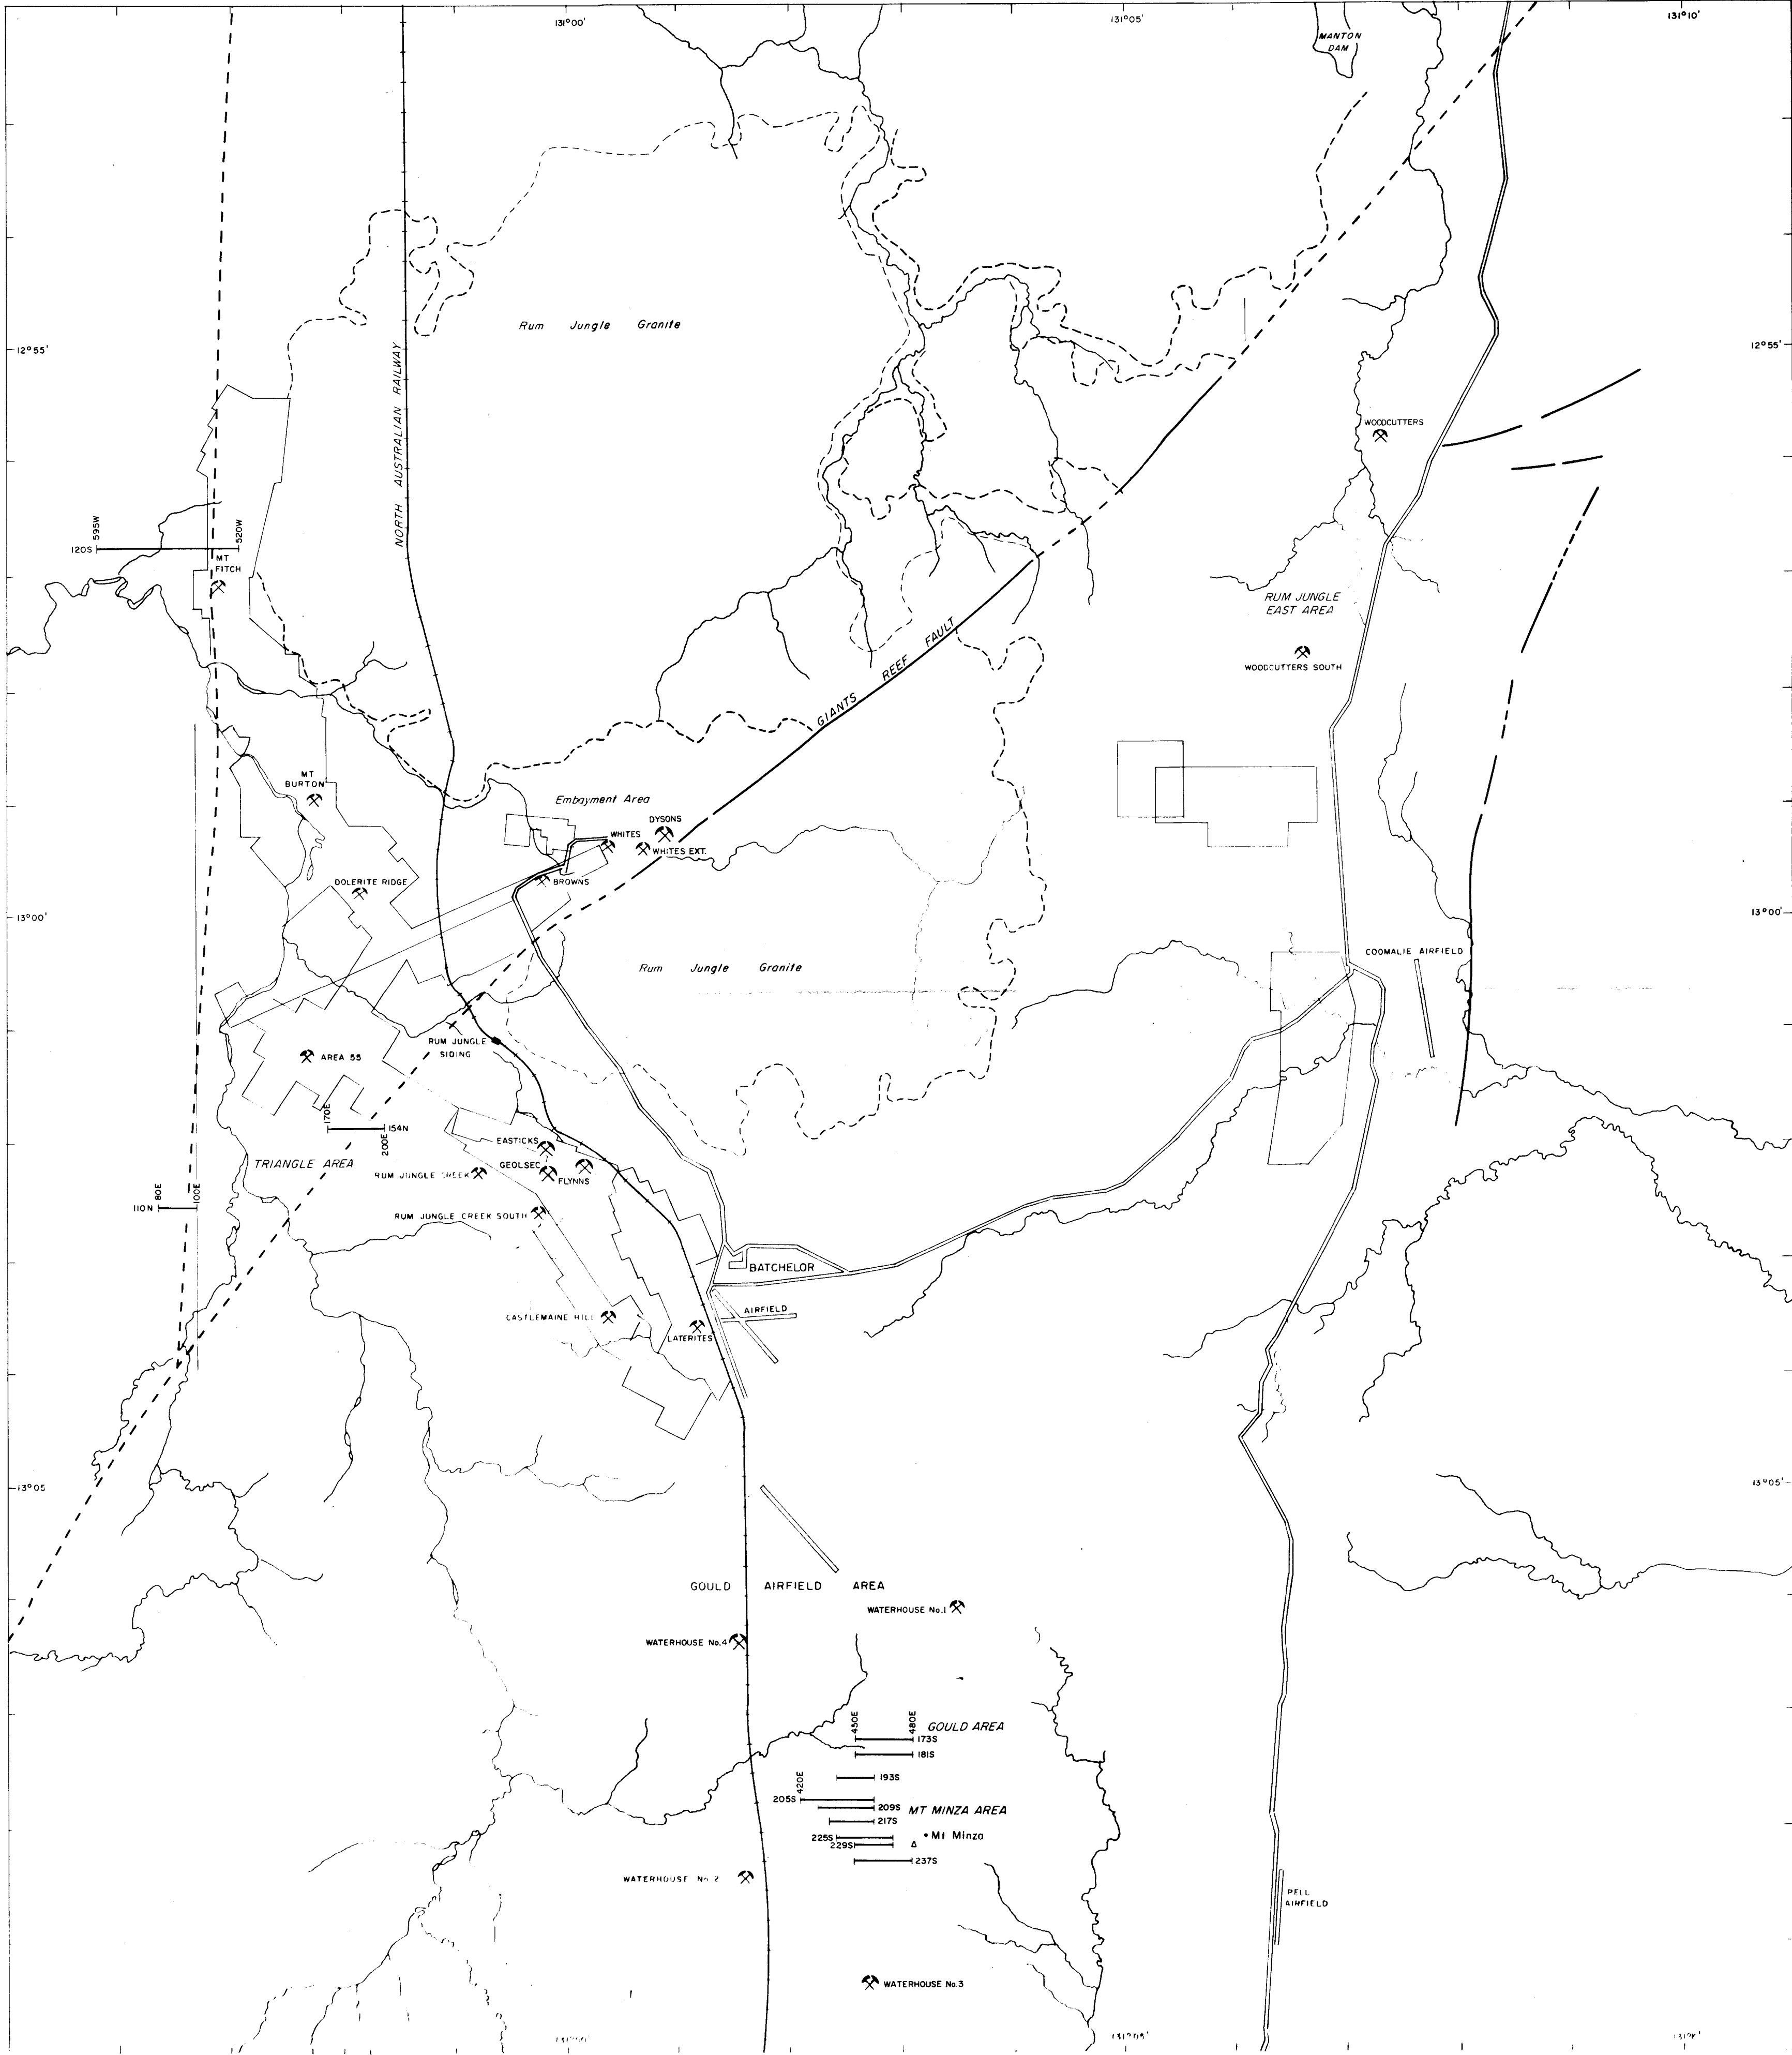 131°00'
131°05'
131°10'
MANTON
DAM
Rum Jungle Granite
NORTH AUSTRALIAN RAILWAY
12°55'
12°55'
WOODCUTTERS
595W
520W
120S
MT
FITCH
RUM JUNGLE
EAST AREA
WOODCUTTERS SOUTH
GIANTS REEF FAULT
MT
BURTON
Embayment Area
DYSONS
WHITES
WHITES EXT.
BROWNS
DOLERITE RIDGE
13°00'
13°00'
COOMALIE AIRFIELD
Rum Jungle Granite
RUM JUNGLE
SIDING
AREA 55
170E
154N
200E
EASTICKS
GEOLSEC
FLYNNS
TRIANGLE AREA
RUM JUNGLE CREEK
80E
100E
110N
RUM JUNGLE CREEK SOUTH
BATCHELOR
AIRFIELD
CASTLEMAINE HILL
LATERITES
13°05'
13°05'
GOULD AIRFIELD AREA
WATERHOUSE No.1
WATERHOUSE No.4
450E
480E
GOULD AREA
173S
181S
193S
420E
205S
209S
MT MINZA AREA
217S
225S
Mt Minza
229S
237S
WATERHOUSE No 2
PELL
AIRFIELD
WATERHOUSE No.3
131°05'